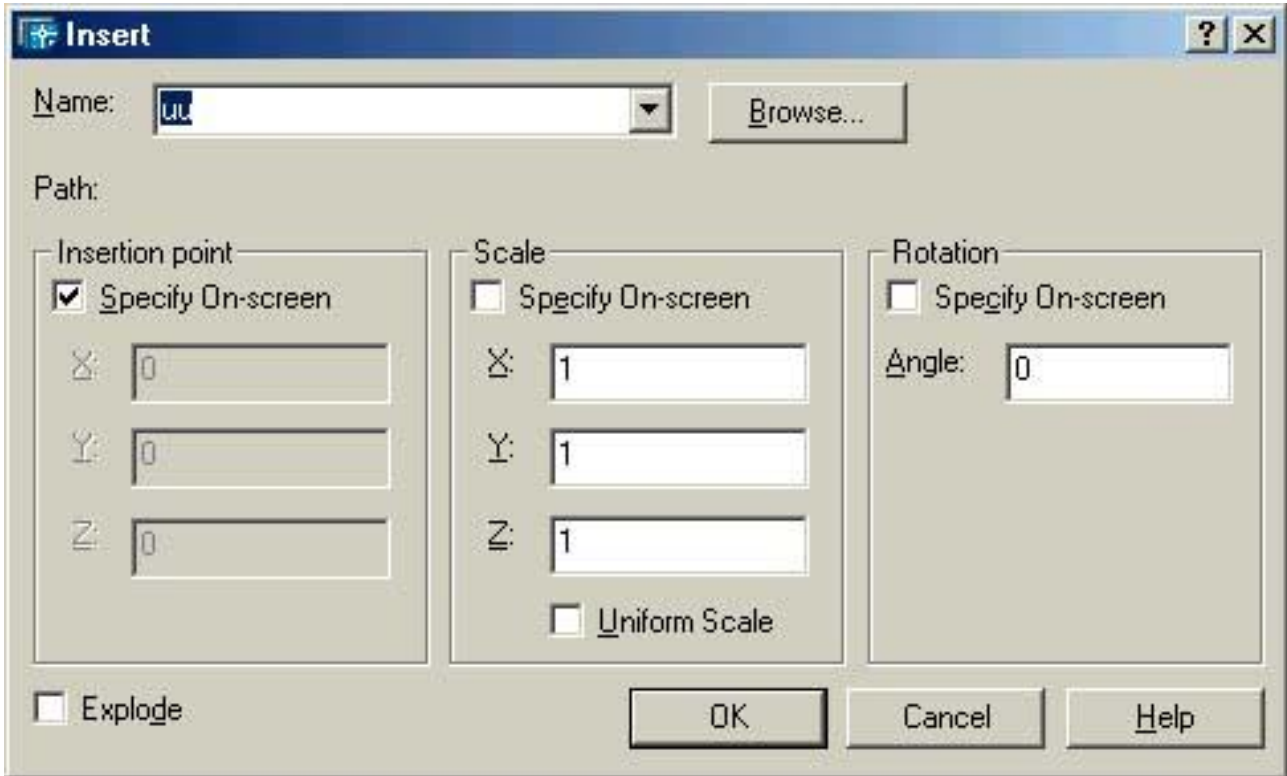 Insert
Name: uu Browse...
Path:
Insertion point
Specify On-screen
X: 0
Y: 0
Z: 0
Scale
Specify On-screen
X: 1
Y: 1
Z: 1
Uniform Scale
Rotation
Specify On-screen
Angle: 0
Explode
OK Cancel Help